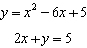 y = x² − 6x + 5
2x + y = 5